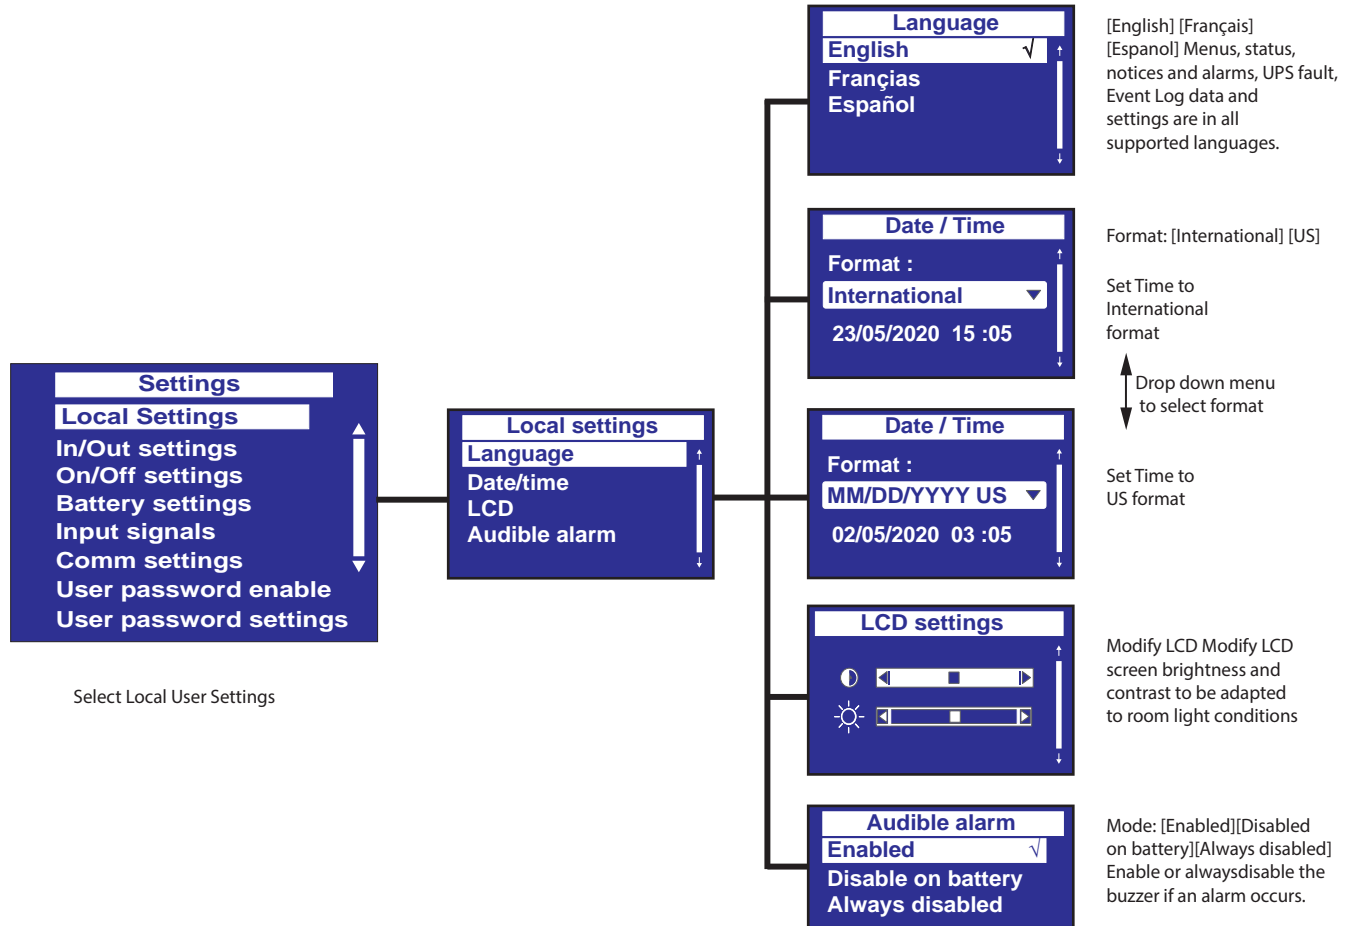 Settings
Local Settings
In/Out settings
On/Off settings
Battery settings
Input signals
Comm settings
User password enable
User password settings
Select Local User Settings
Local settings
Language
Date/time
LCD
Audible alarm
Language
English √
Françias
Español
[English] [Français]
[Espanol] Menus, status,
notices and alarms, UPS fault,
Event Log data and
settings are in all
supported languages.
Date / Time
Format :
International
23/05/2020 15 :05
Format: [International] [US]
Set Time to
International
format
Drop down menu
to select format
Date / Time
Format :
MM/DD/YYYY US
02/05/2020 03 :05
Set Time to
US format
LCD settings
Modify LCD Modify LCD
screen brightness and
contrast to be adapted
to room light conditions
Audible alarm
Enabled √
Disable on battery
Always disabled
Mode: [Enabled][Disabled
on battery][Always disabled]
Enable or alwaysdisable the
buzzer if an alarm occurs.